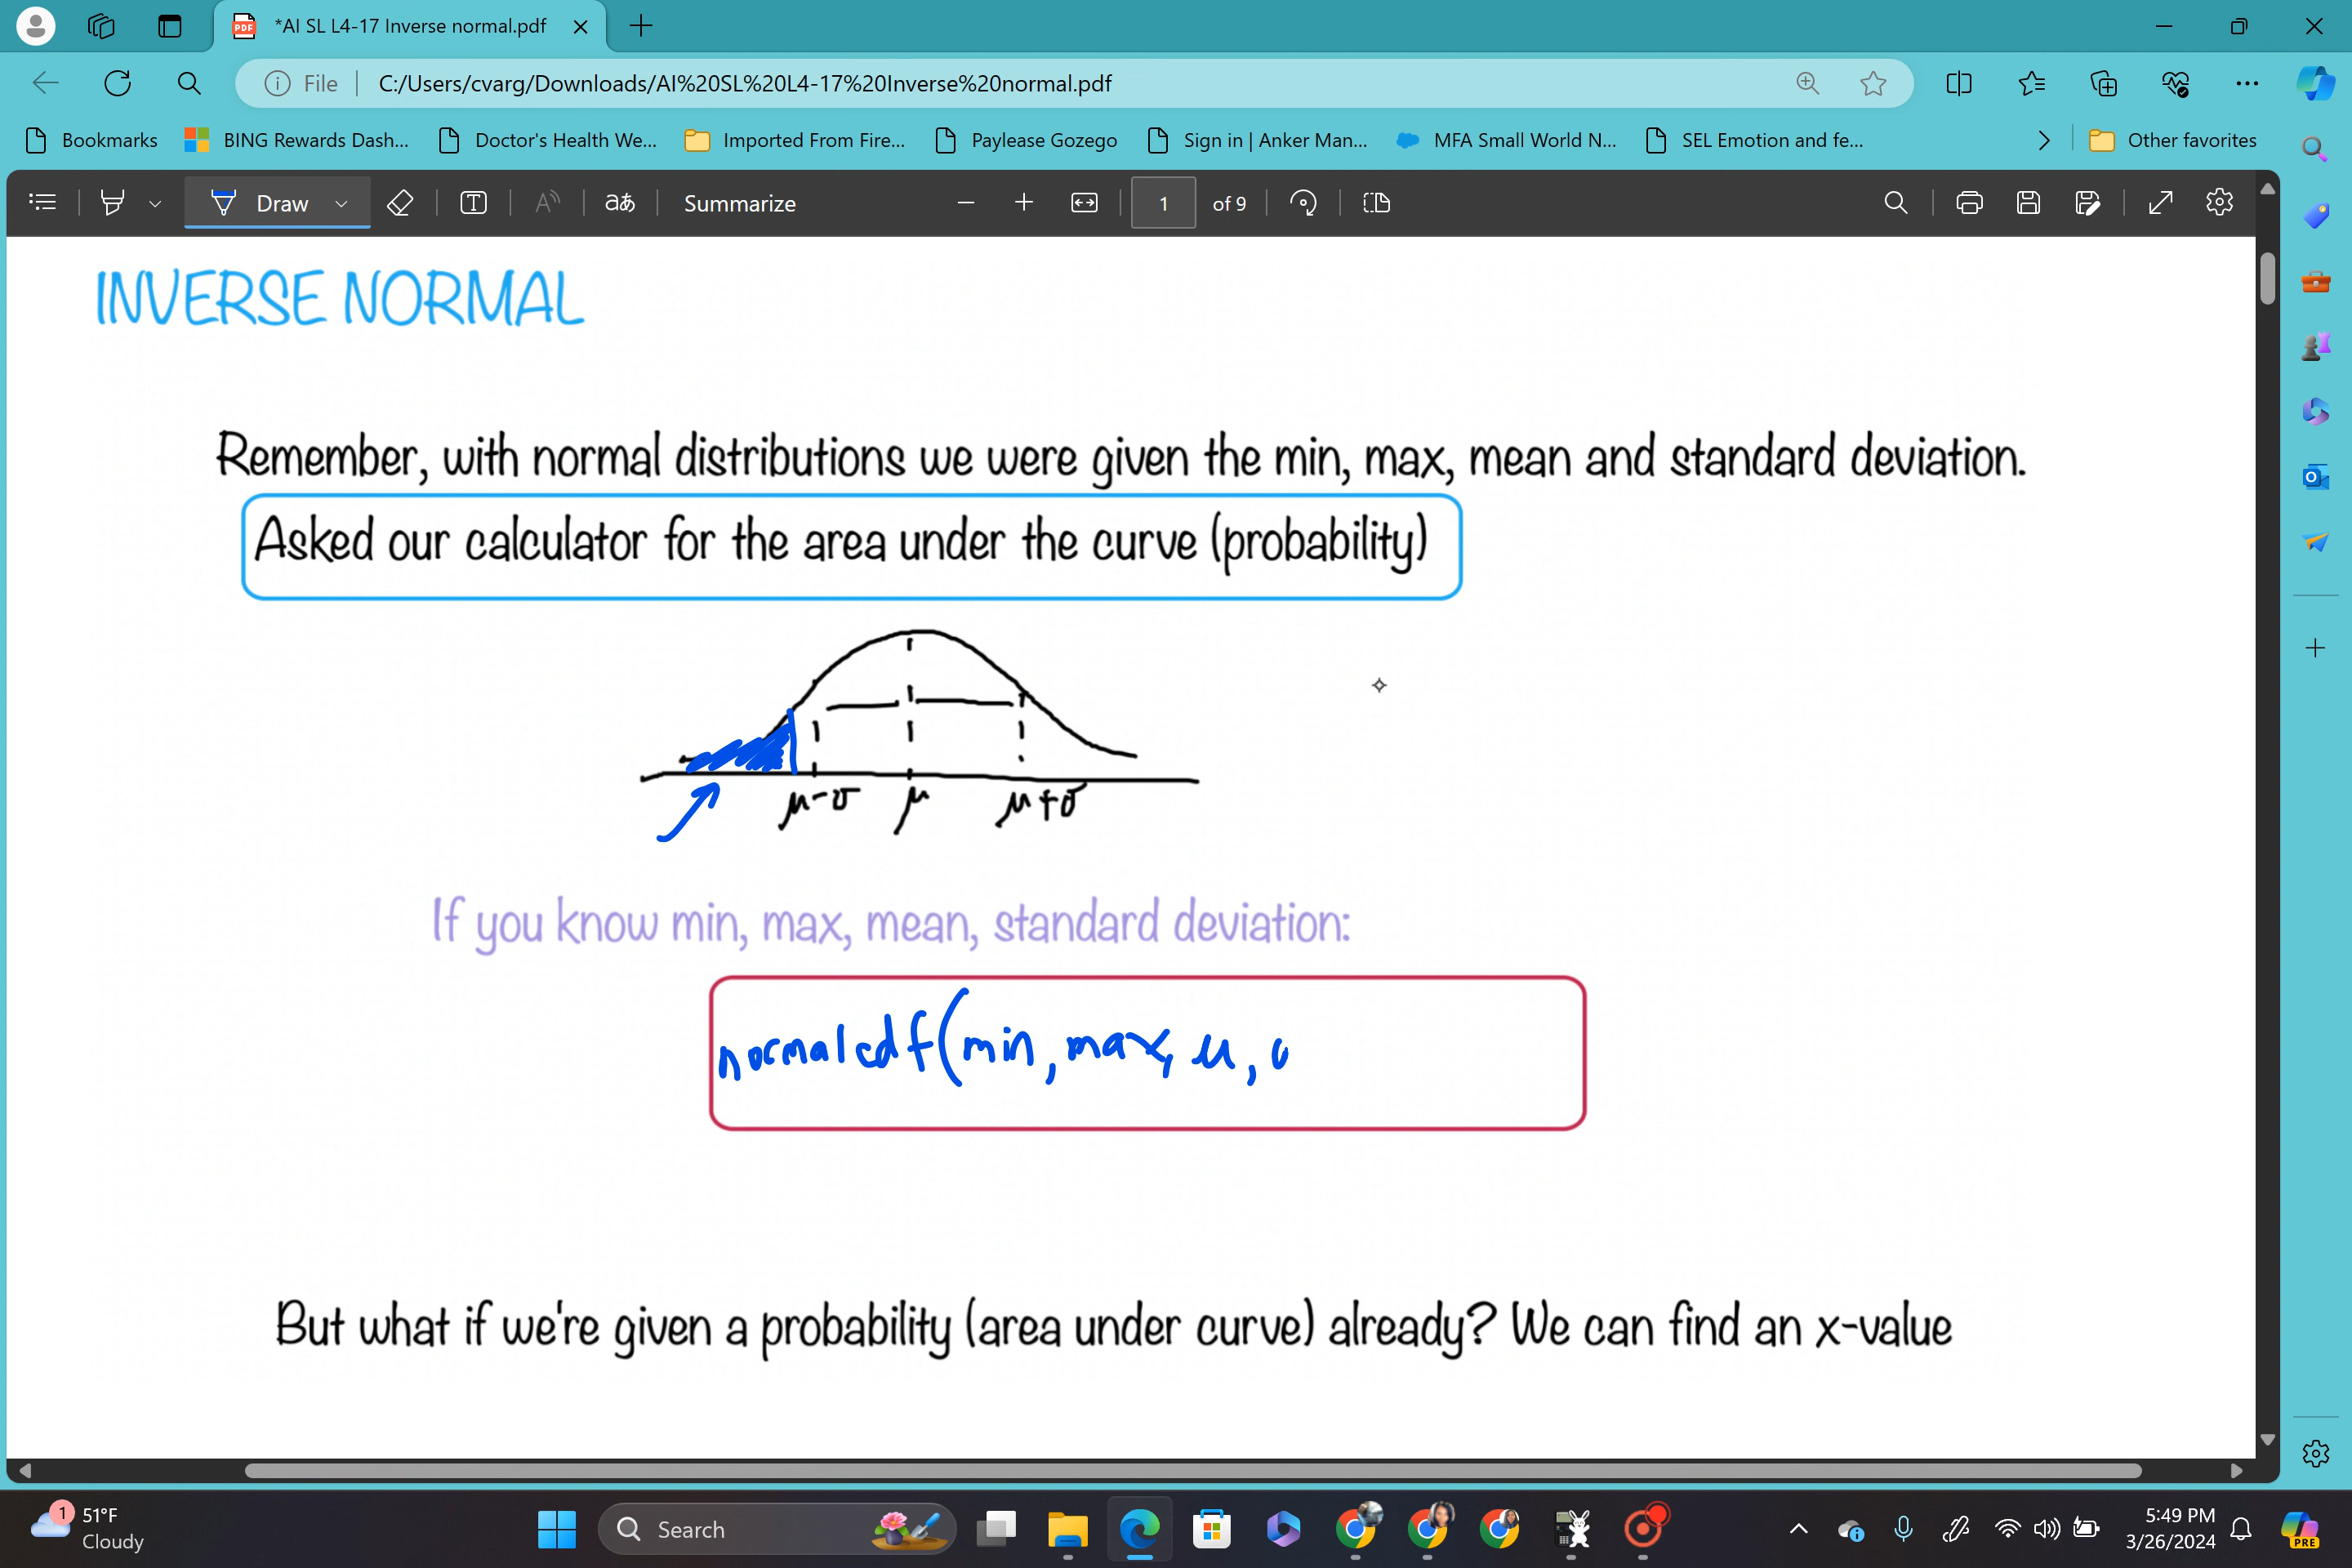 *AI SL L4-17 Inverse normal.pdf
File C:/Users/cvarg/Downloads/AI%20SL%20L4-17%20Inverse%20normal.pdf
Bookmarks BING Rewards Dash... Doctor's Health We... Imported From Fire... Paylease Gozego Sign in | Anker Man... MFA Small World N... SEL Emotion and fe... Other favorites
Draw Summarize 1 of 9
INVERSE NORMAL
Remember, with normal distributions we were given the min, max, mean and standard deviation.
Asked our calculator for the area under the curve (probability)
μ-σ μ μ+σ
If you know min, max, mean, standard deviation:
normalcdf(min, max, μ,
But what if we're given a probability (area under curve) already? We can find an x-value
1 51°F
Cloudy
Search
5:49 PM
3/26/2024
PRE